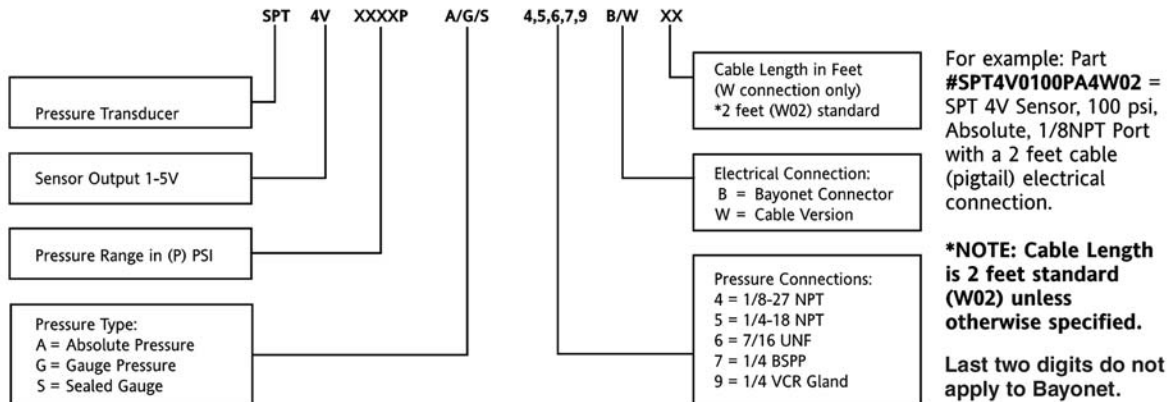 SPT 4V XXXXP A/G/S 4,5,6,7,9 B/W XX
Pressure Transducer
Sensor Output 1-5V
Pressure Range in (P) PSI
Pressure Type:
A = Absolute Pressure
G = Gauge Pressure
S = Sealed Gauge
Cable Length in Feet
(W connection only)
*2 feet (W02) standard
Electrical Connection:
B = Bayonet Connector
W = Cable Version
Pressure Connections:
4 = 1/8-27 NPT
5 = 1/4-18 NPT
6 = 7/16 UNF
7 = 1/4 BSPP
9 = 1/4 VCR Gland
For example: Part
#SPT4V0100PA4W02 =
SPT 4V Sensor, 100 psi,
Absolute, 1/8NPT Port
with a 2 feet cable
(pigtail) electrical
connection.
*NOTE: Cable Length
is 2 feet standard
(W02) unless
otherwise specified.
Last two digits do not
apply to Bayonet.